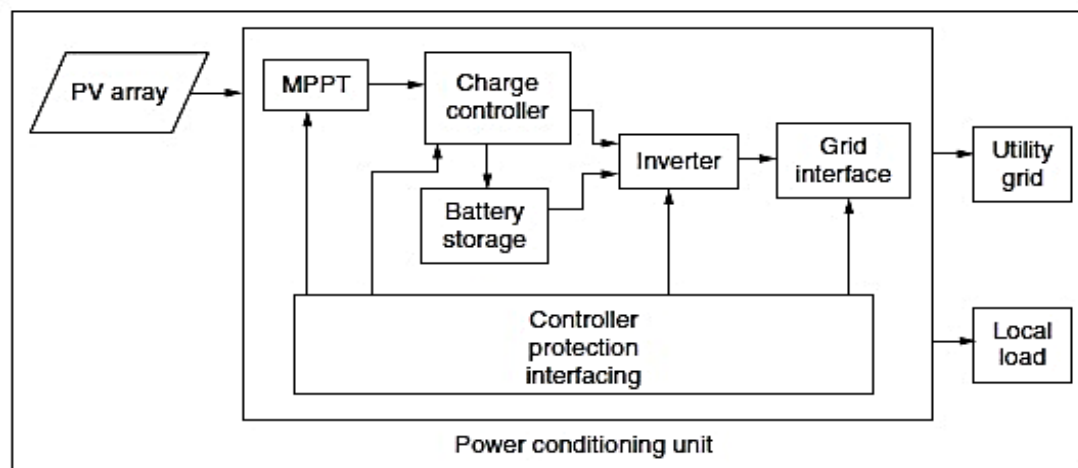 PV array
MPPT
Charge
controller
Battery
storage
Inverter
Grid
interface
Utility
grid
Controller
protection
interfacing
Local
load
Power conditioning unit